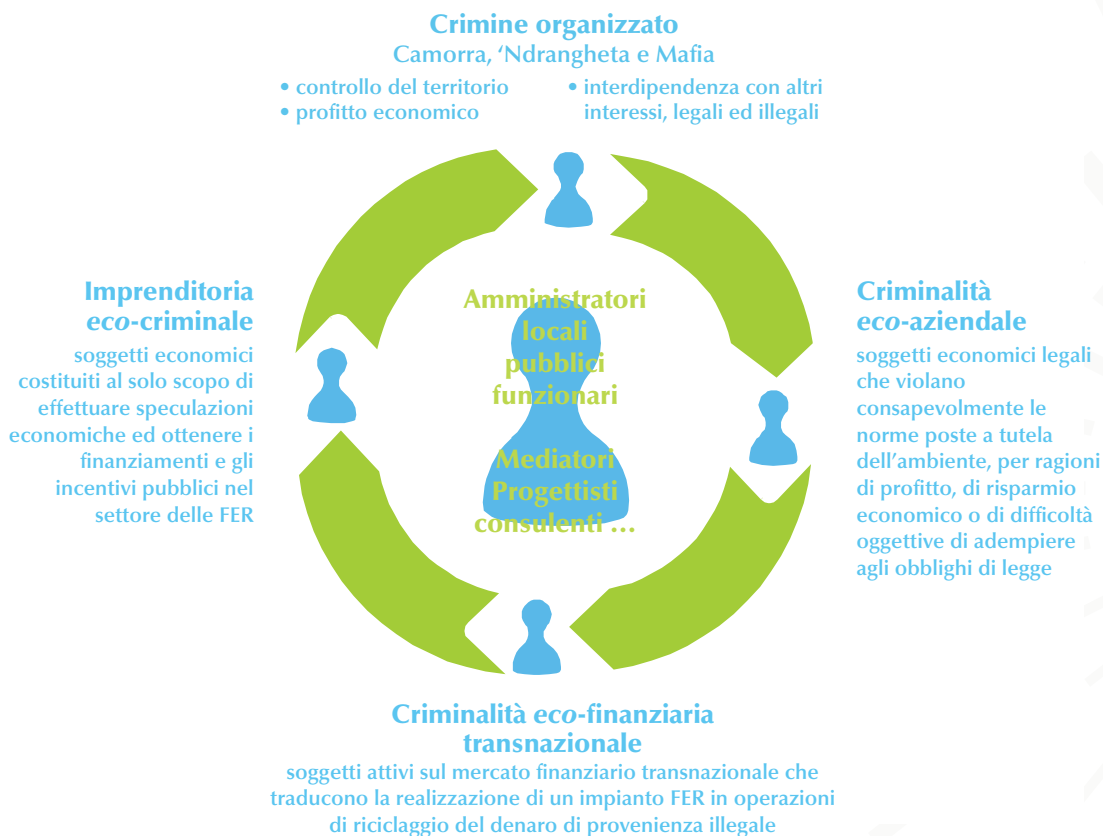 Crimine organizzato
Camorra, ‘Ndrangheta e Mafia
• controllo del territorio
• profitto economico
• interdipendenza con altri
interessi, legali ed illegali
Imprenditoria
eco-criminale
soggetti economici
costituiti al solo scopo di
effettuare speculazioni
economiche ed ottenere i
finanziamenti e gli
incentivi pubblici nel
settore delle FER
Amministratori
locali
pubblici
funzionari
Mediatori
Progettisti
consulenti ...
Criminalità
eco-aziendale
soggetti economici legali
che violano
consapevolmente le
norme poste a tutela
dell’ambiente, per ragioni
di profitto, di risparmio
economico o di difficoltà
oggettive di adempiere
agli obblighi di legge
Criminalità eco-finanziaria
transnazionale
soggetti attivi sul mercato finanziario transnazionale che
traducono la realizzazione di un impianto FER in operazioni
di riciclaggio del denaro di provenienza illegale